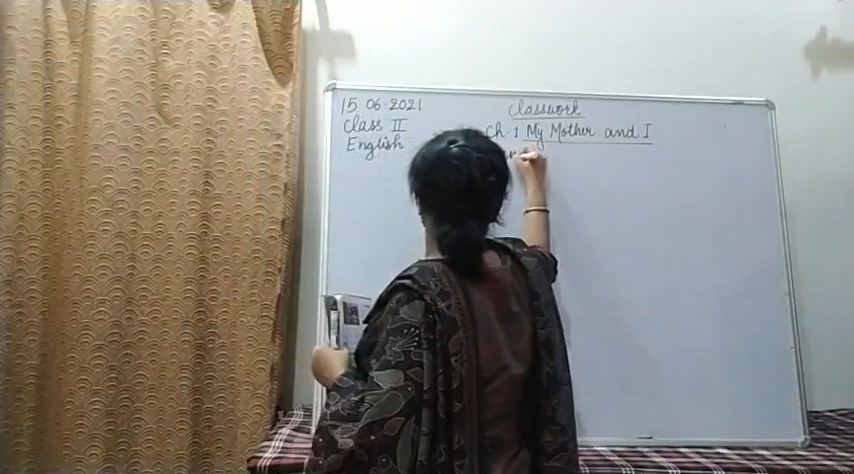 15 06 2021
Class II
English
Classwork
Ch. 1 My Mother and I